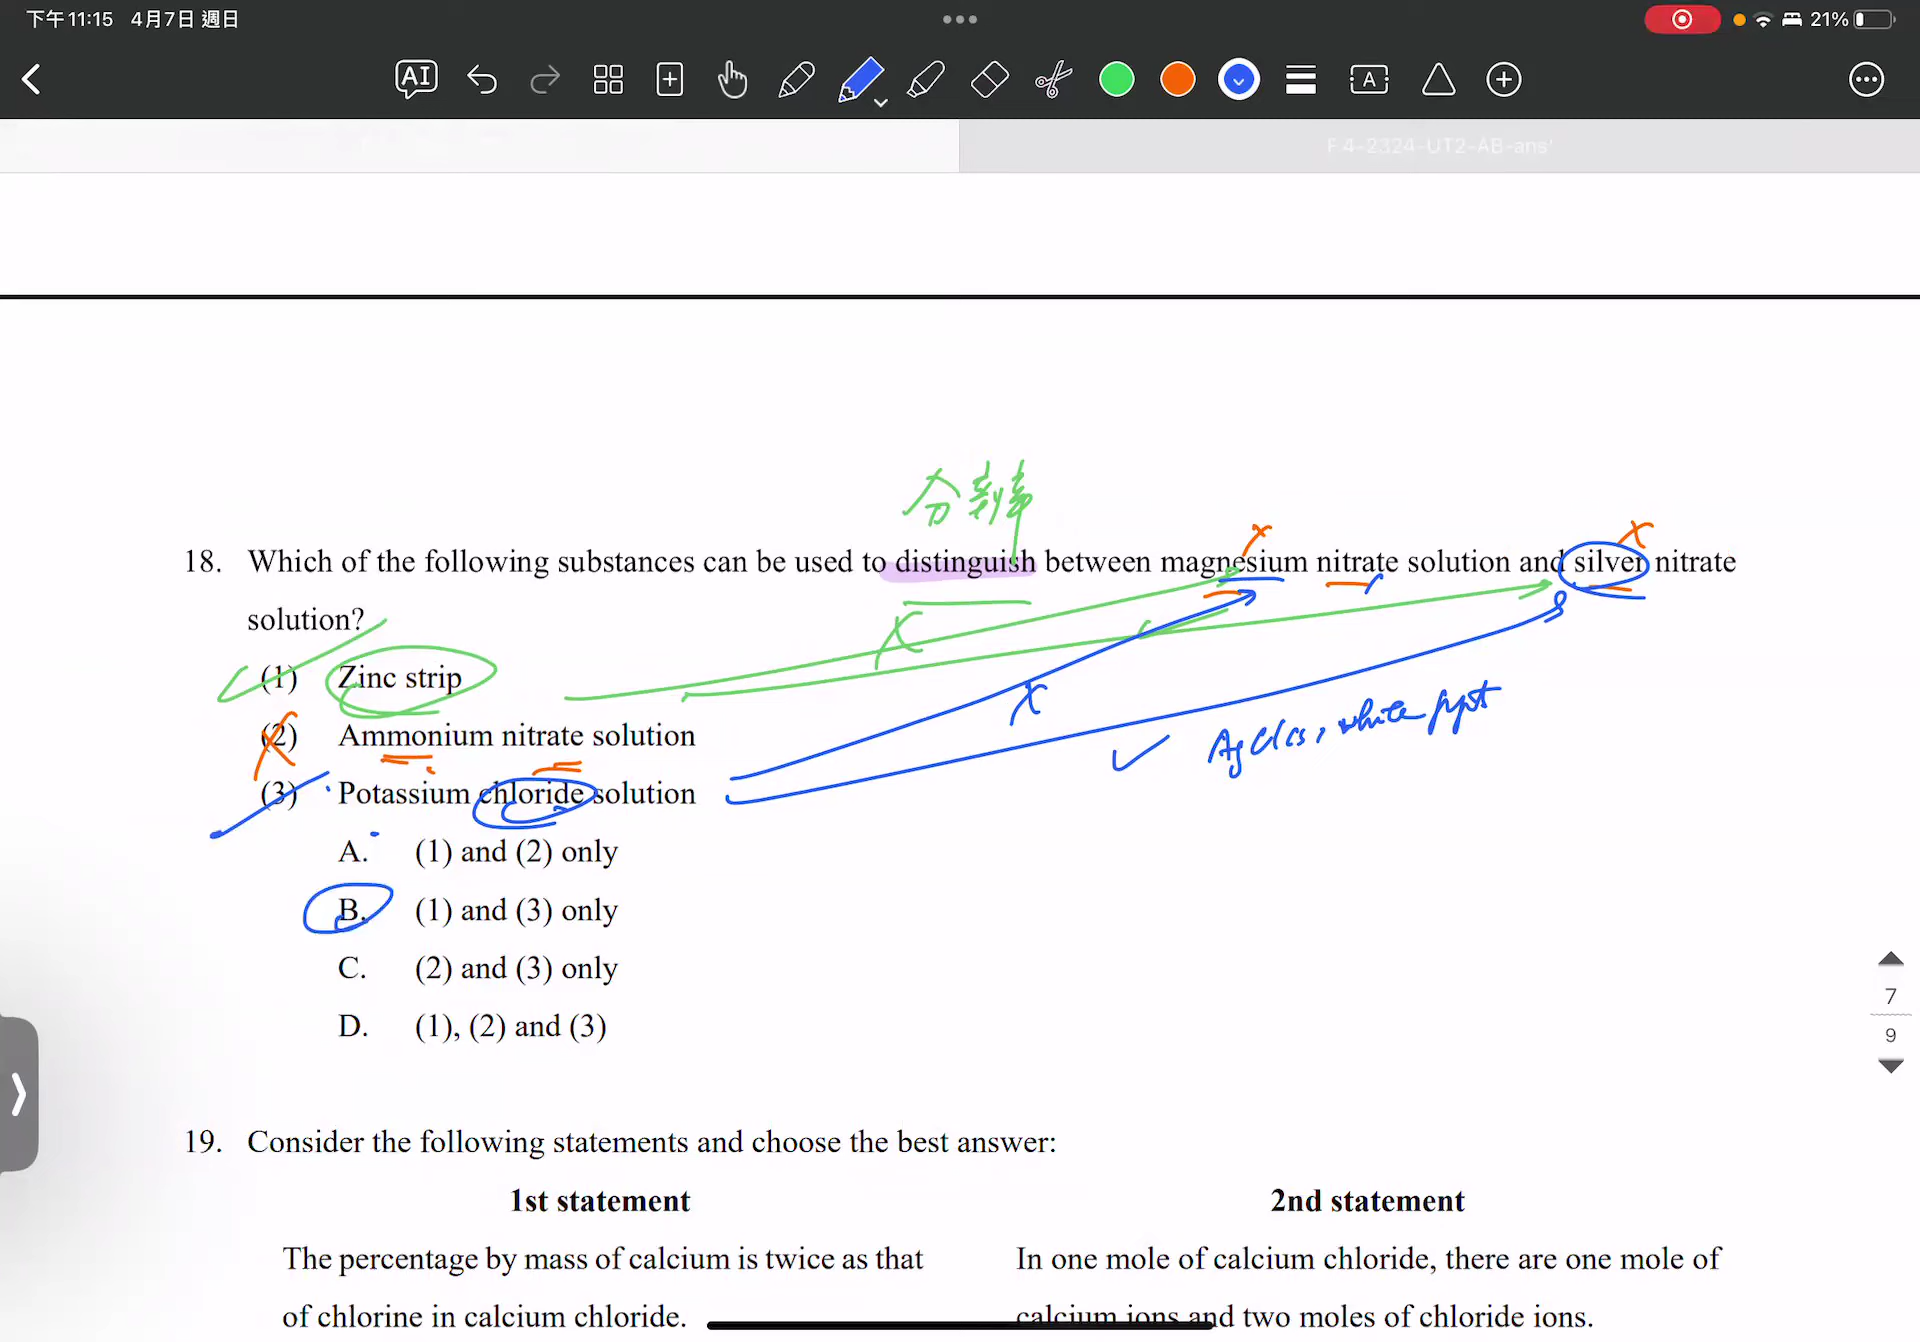 下午11:15 4月7日 週日
21%
AI
A
F.4-2324-UT2-AB-ans'
分辨
18. Which of the following substances can be used to distinguish between magnesium nitrate solution and silver nitrate
solution?
(1) Zinc strip
(2) Ammonium nitrate solution
(3) Potassium chloride solution
AgCl(s), white ppt
A. (1) and (2) only
B. (1) and (3) only
C. (2) and (3) only
D. (1), (2) and (3)
7
9
19. Consider the following statements and choose the best answer:
1st statement 2nd statement
The percentage by mass of calcium is twice as that In one mole of calcium chloride, there are one mole of
of chlorine in calcium chloride. calcium ions and two moles of chloride ions.